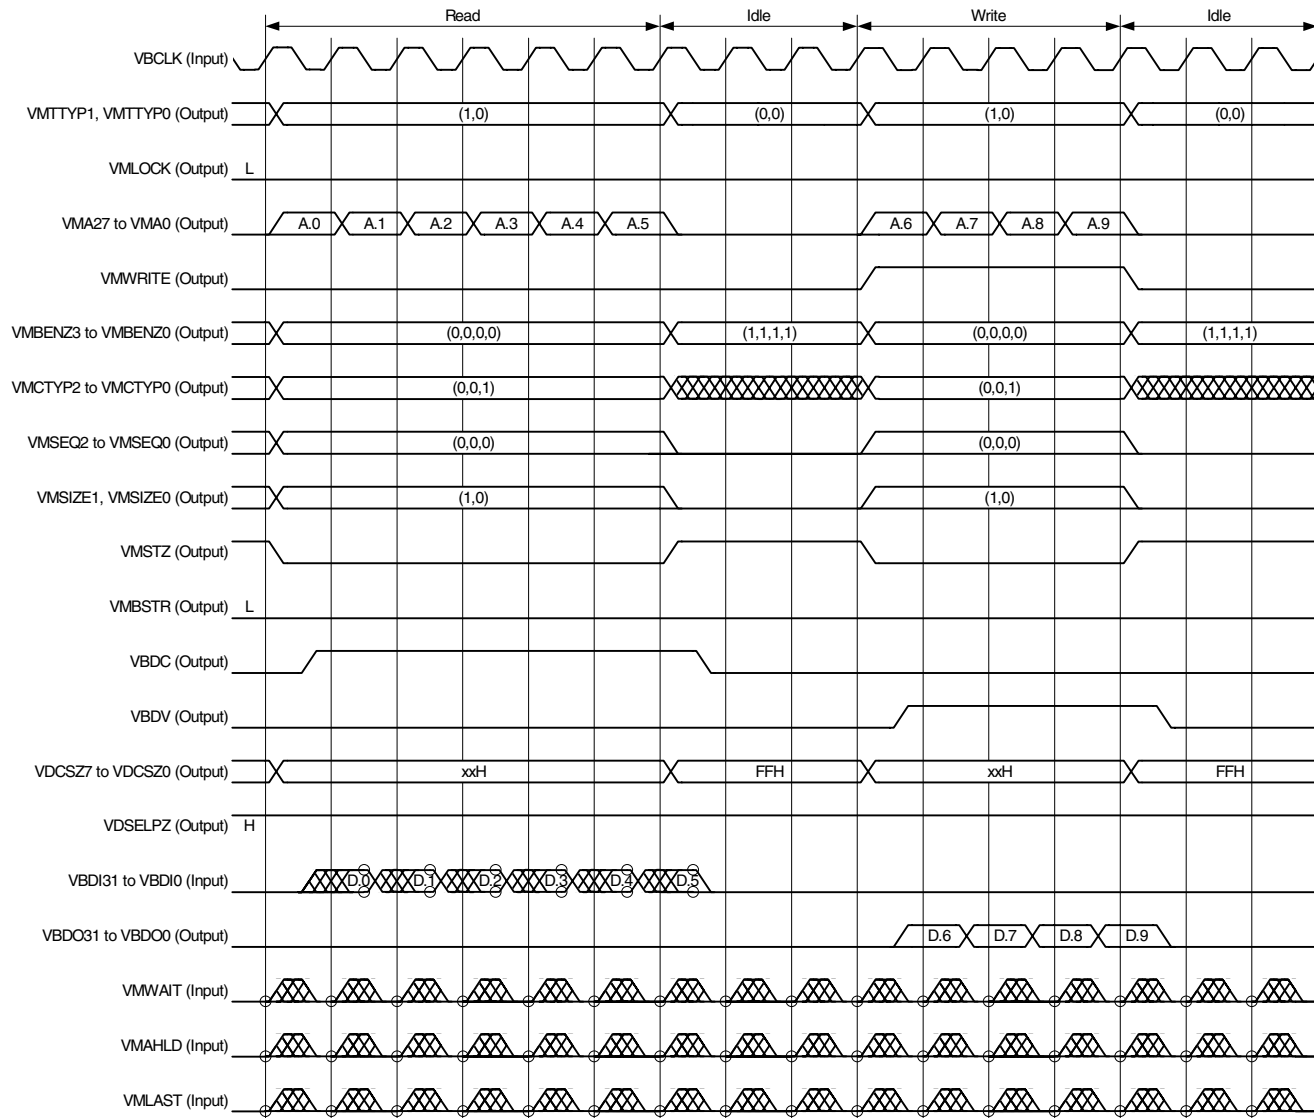 Read Idle Write Idle
VBCLK (Input)
VMTTYP1, VMTTYP0 (Output) (1,0) (0,0) (1,0) (0,0)
VMLOCK (Output) L
VMA27 to VMA0 (Output) A.0 A.1 A.2 A.3 A.4 A.5 A.6 A.7 A.8 A.9
VMWRITE (Output)
VMBENZ3 to VMBENZ0 (Output) (0,0,0,0) (1,1,1,1) (0,0,0,0) (1,1,1,1)
VMCTYP2 to VMCTYP0 (Output) (0,0,1) (0,0,1)
VMSEQ2 to VMSEQ0 (Output) (0,0,0) (0,0,0)
VMSIZE1, VMSIZE0 (Output) (1,0) (1,0)
VMSTZ (Output)
VMBSTR (Output) L
VBDC (Output)
VBDV (Output)
VDCSZ7 to VDCSZ0 (Output) xxH FFH xxH FFH
VDSELPZ (Output) H
VBDI31 to VBDI0 (Input) D.0 D.1 D.2 D.3 D.4 D.5
VBDO31 to VBDO0 (Output) D.6 D.7 D.8 D.9
VMWAIT (Input)
VMAHLD (Input)
VMLAST (Input)